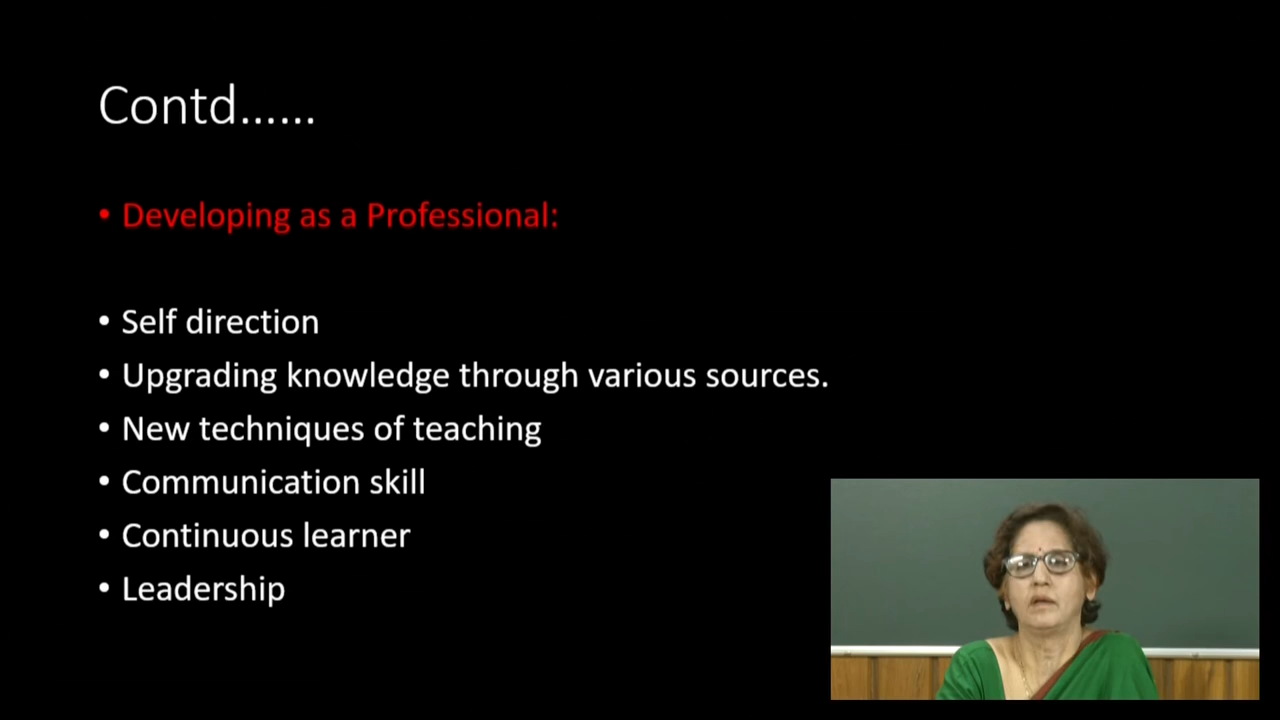 Contd......
• Developing as a Professional:
• Self direction
• Upgrading knowledge through various sources.
• New techniques of teaching
• Communication skill
• Continuous learner
• Leadership